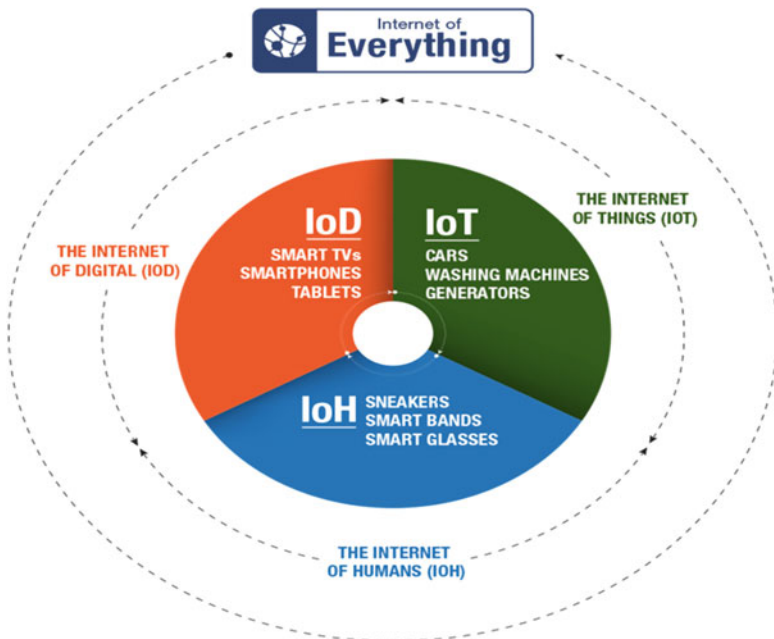 Internet of
Everything
THE INTERNET
OF DIGITAL (IOD)
THE INTERNET
OF THINGS (IOT)
IoD
SMART TVs
SMARTPHONES
TABLETS
IoT
CARS
WASHING MACHINES
GENERATORS
IoH
SNEAKERS
SMART BANDS
SMART GLASSES
THE INTERNET
OF HUMANS (IOH)